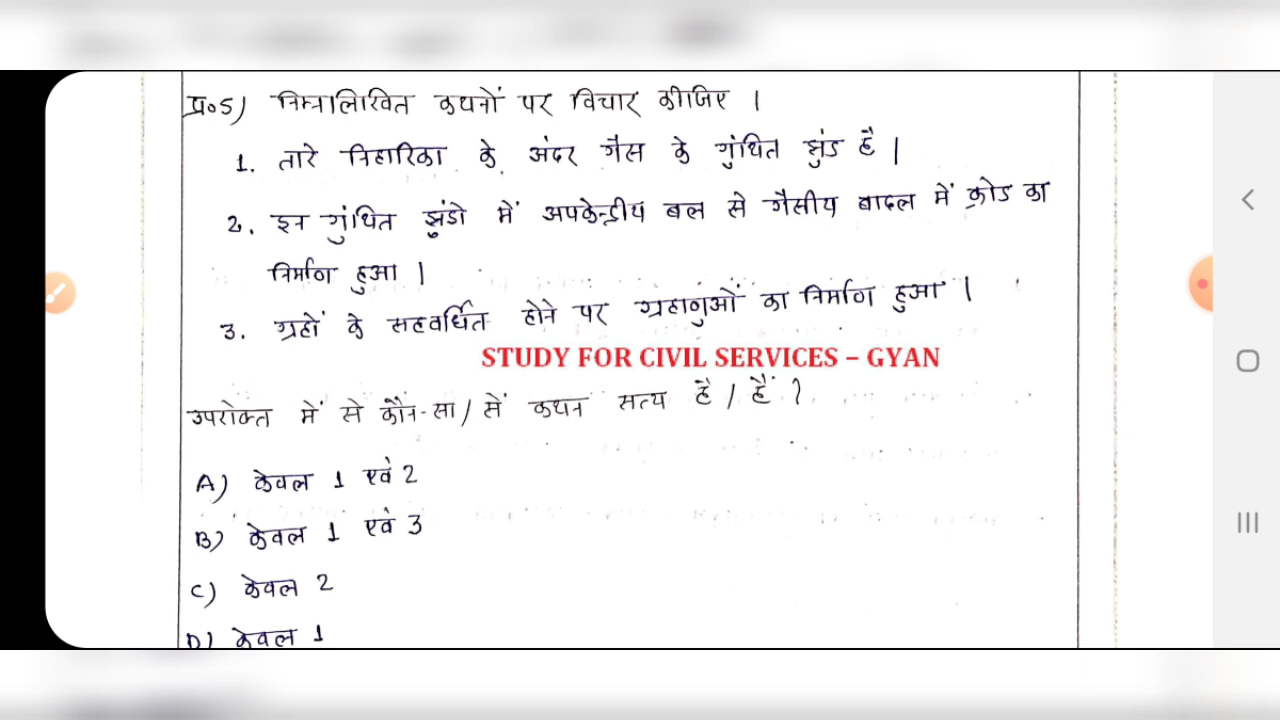 प्र०5) निम्नलिखित कथनों पर विचार कीजिए ।
1. तारे निहारिका के अंदर गैस के गुंथित झुंड है ।
2. इन गुंथित झुंडो में अपकेन्द्रीय बल से गैसीय बादल में क्रोड का
निर्माण हुआ ।
3. ग्रहों के सहवर्धित होने पर ग्रहाणुओं का निर्माण हुआ ।
STUDY FOR CIVIL SERVICES – GYAN
उपरोक्त में से कौन-सा/से कथन सत्य है / हैं ?
A) केवल 1 एवं 2
B) केवल 1 एवं 3
C) केवल 2
D) केवल 1